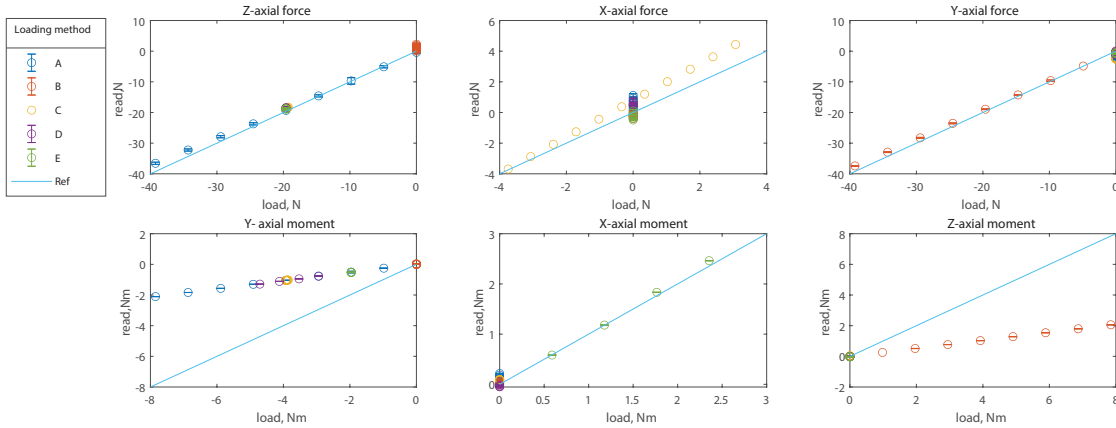 Loading method
A
B
C
D
E
Ref
Z-axial force
read,N
10
0
-10
-20
-30
-40
-40 -30 -20 -10 0
load, N
X-axial force
read,N
6
4
2
0
-2
-4
-4 -2 0 2 4
load, N
Y-axial force
read,N
10
0
-10
-20
-30
-40
-40 -30 -20 -10 0
load, N
Y- axial moment
read,Nm
2
0
-2
-4
-6
-8
-8 -6 -4 -2 0
load, Nm
X-axial moment
read,Nm
3
2
1
0
0 0.5 1 1.5 2 2.5 3
load, Nm
Z-axial moment
read,Nm
8
6
4
2
0
-2
0 2 4 6 8
load, Nm